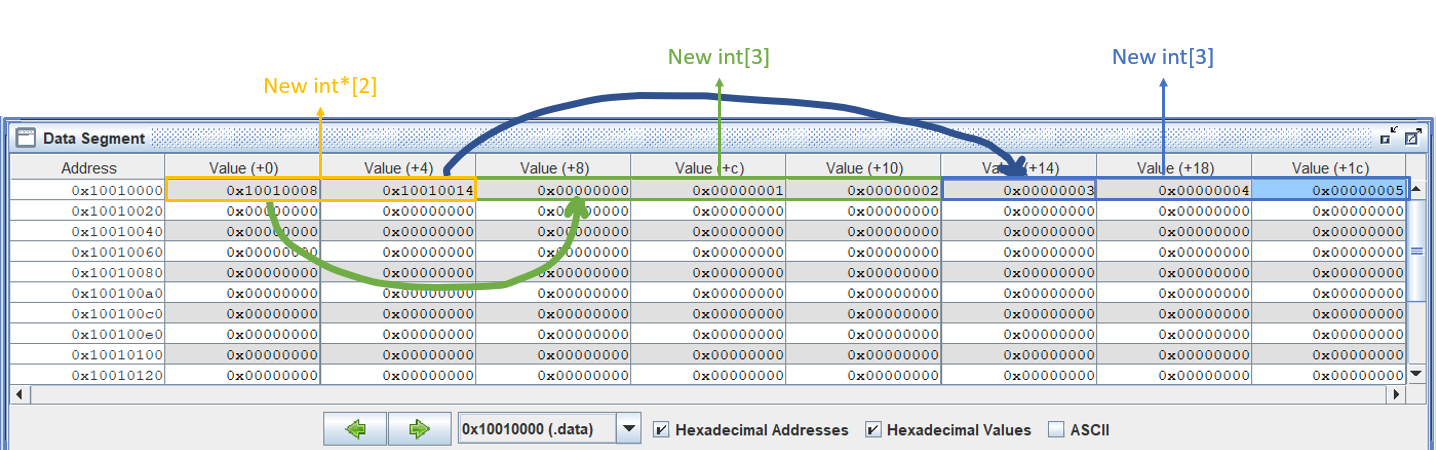 New int[3] New int[3]
New int*[2]
Data Segment
Address Value (+0) Value (+4) Value (+8) Value (+c) Value (+10) Value (+14) Value (+18) Value (+1c)
0x10010000 0x10010008 0x10010014 0x00000000 0x00000001 0x00000002 0x00000003 0x00000004 0x00000005
0x10010020 0x00000000 0x00000000 0x00000000 0x00000000 0x00000000 0x00000000 0x00000000 0x00000000
0x10010040 0x00000000 0x00000000 0x00000000 0x00000000 0x00000000 0x00000000 0x00000000 0x00000000
0x10010060 0x00000000 0x00000000 0x00000000 0x00000000 0x00000000 0x00000000 0x00000000 0x00000000
0x10010080 0x00000000 0x00000000 0x00000000 0x00000000 0x00000000 0x00000000 0x00000000 0x00000000
0x100100a0 0x00000000 0x00000000 0x00000000 0x00000000 0x00000000 0x00000000 0x00000000 0x00000000
0x100100c0 0x00000000 0x00000000 0x00000000 0x00000000 0x00000000 0x00000000 0x00000000 0x00000000
0x100100e0 0x00000000 0x00000000 0x00000000 0x00000000 0x00000000 0x00000000 0x00000000 0x00000000
0x10010100 0x00000000 0x00000000 0x00000000 0x00000000 0x00000000 0x00000000 0x00000000 0x00000000
0x10010120 0x00000000 0x00000000 0x00000000 0x00000000 0x00000000 0x00000000 0x00000000 0x00000000
0x10010000 (.data) Hexadecimal Addresses Hexadecimal Values ASCII